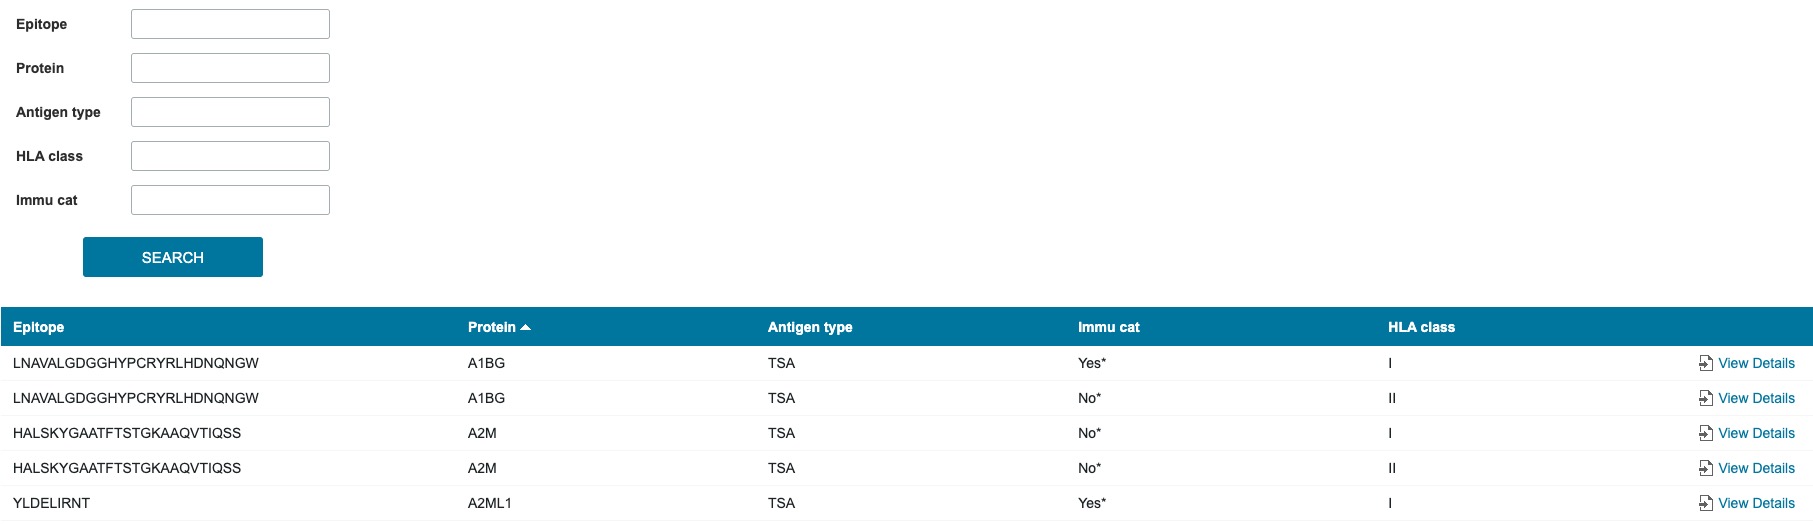 Epitope
Protein
Antigen type
HLA class
Immu cat
SEARCH
Epitope Protein Antigen type Immu cat HLA class
LNAVALGDGGHYPCRYRLHDNQNGW A1BG TSA Yes* I View Details
LNAVALGDGGHYPCRYRLHDNQNGW A1BG TSA No* II View Details
HALSKYGAATFTSTGKAAQVTIQSS A2M TSA No* I View Details
HALSKYGAATFTSTGKAAQVTIQSS A2M TSA No* II View Details
YLDELIRNT A2ML1 TSA Yes* I View Details